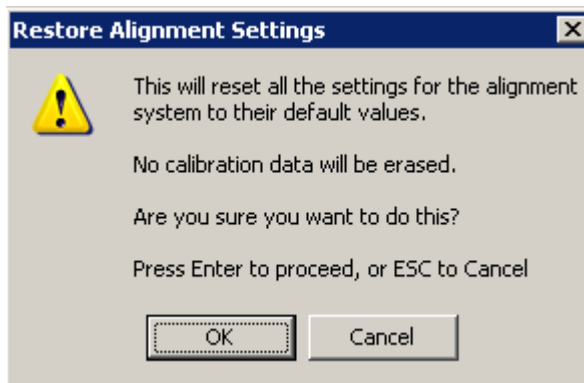 Restore Alignment Settings
This will reset all the settings for the alignment
system to their default values.
No calibration data will be erased.
Are you sure you want to do this?
Press Enter to proceed, or ESC to Cancel
OK
Cancel